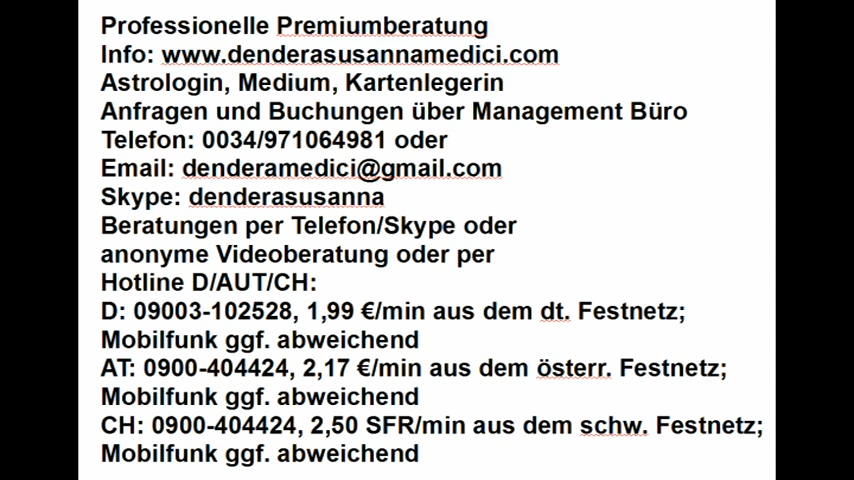 Professionelle Premiumberatung
Info: www.denderasusannamedici.com
Astrologin, Medium, Kartenlegerin
Anfragen und Buchungen über Management Büro
Telefon: 0034/971064981 oder
Email: denderamedici@gmail.com
Skype: denderasusanna
Beratungen per Telefon/Skype oder
anonyme Videoberatung oder per
Hotline D/AUT/CH:
D: 09003-102528, 1,99 €/min aus dem dt. Festnetz;
Mobilfunk ggf. abweichend
AT: 0900-404424, 2,17 €/min aus dem österr. Festnetz;
Mobilfunk ggf. abweichend
CH: 0900-404424, 2,50 SFR/min aus dem schw. Festnetz;
Mobilfunk ggf. abweichend